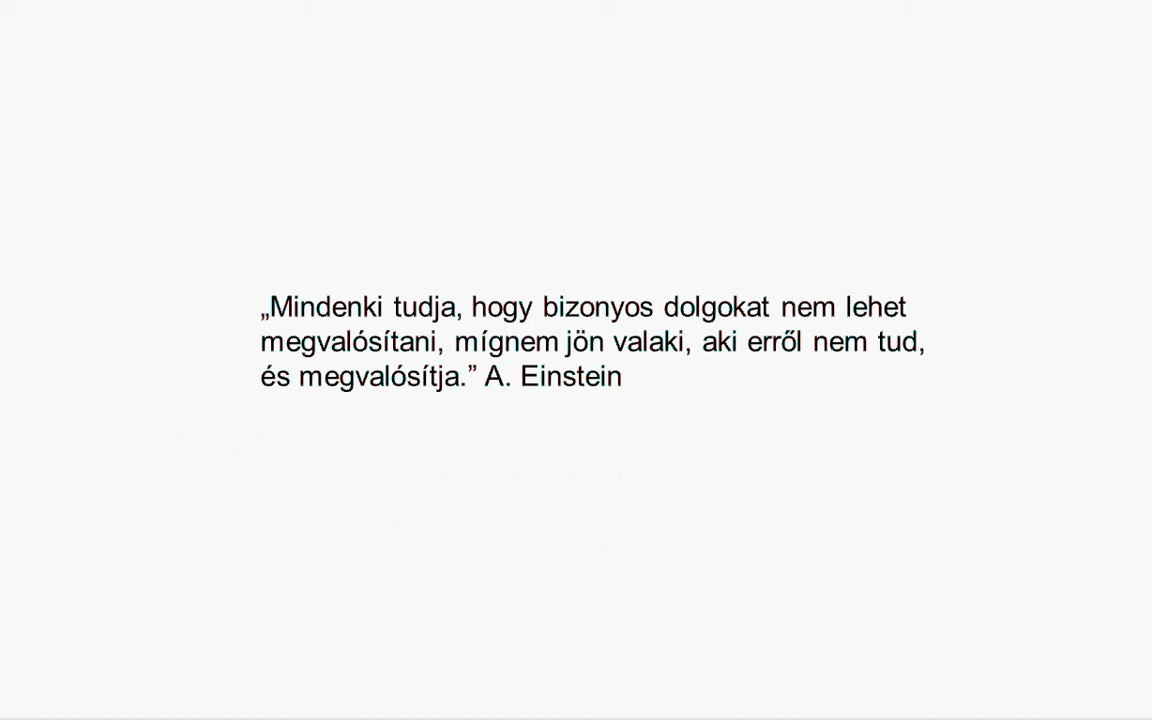 „Mindenki tudja, hogy bizonyos dolgokat nem lehet
megvalósítani, mígnem jön valaki, aki erről nem tud,
és megvalósítja.” A. Einstein